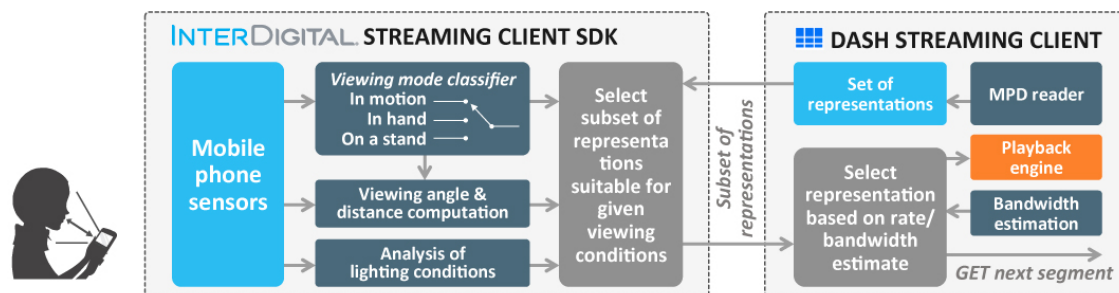 INTERDIGITAL. STREAMING CLIENT SDK
Mobile
phone
sensors
Viewing mode classifier
In motion
In hand
On a stand
Viewing angle &
distance computation
Analysis of
lighting conditions
Select
subset of
representa
tions
suitable for
given
viewing
conditions
Subset of
representations
DASH STREAMING CLIENT
Set of
representations
MPD reader
Select
representation
based on rate/
bandwidth
estimate
Playback
engine
Bandwidth
estimation
GET next segment